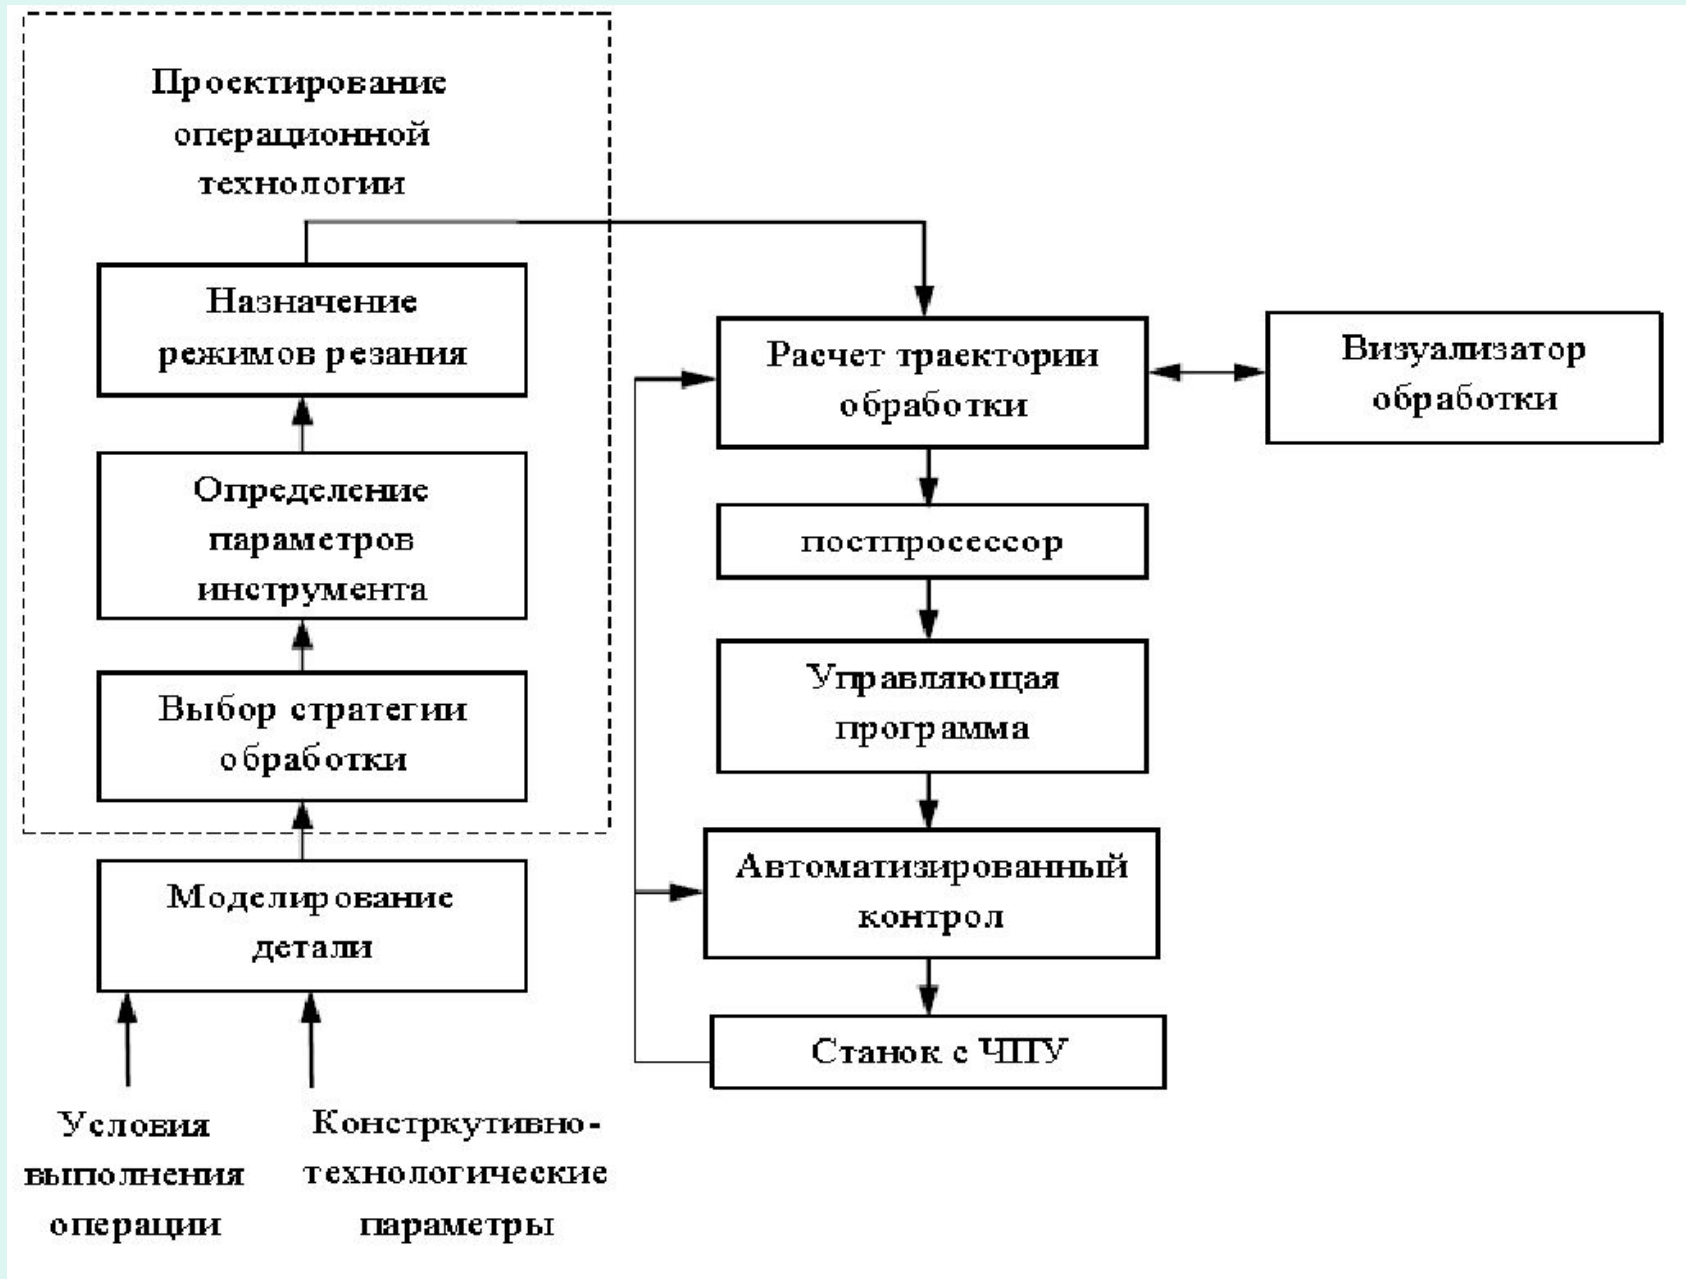 Проектирование
операционной
технологии
Назначение
режимов резания
Определение
параметров
инструмента
Выбор стратегии
обработки
Моделирование
детали
Условия
выполнения
операции
Констркутивно-
технологические
параметры
Расчет траектории
обработки
Визуализатор
обработки
постпросессор
Управляющая
программа
Автоматизированный
контрол
Станок с ЧПУ